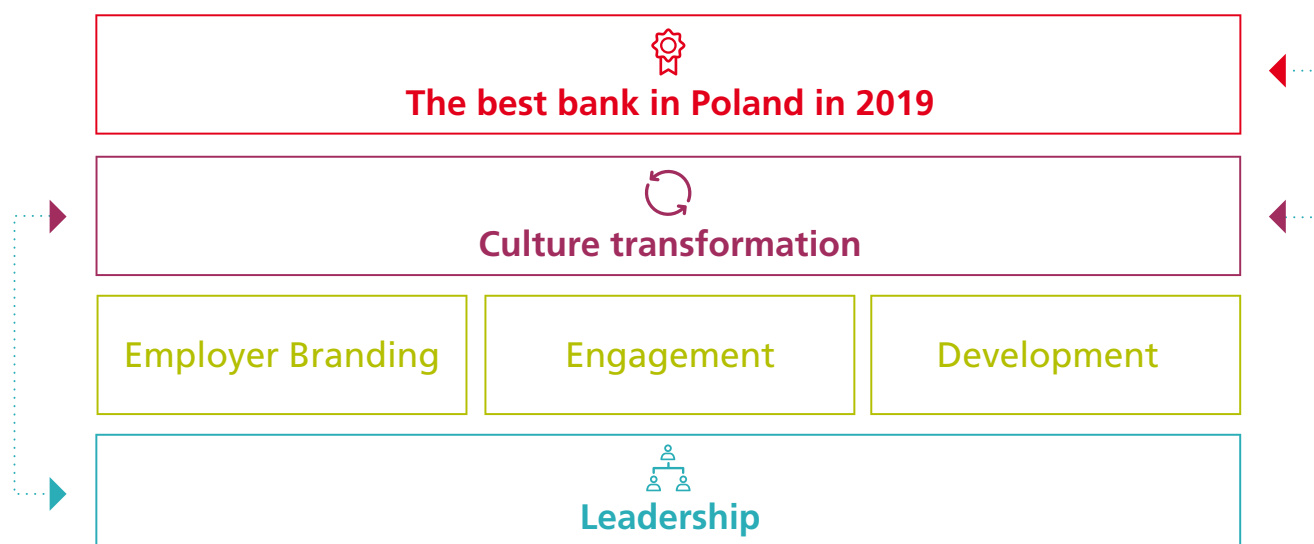 The best bank in Poland in 2019
Culture transformation
Employer Branding
Engagement
Development
Leadership